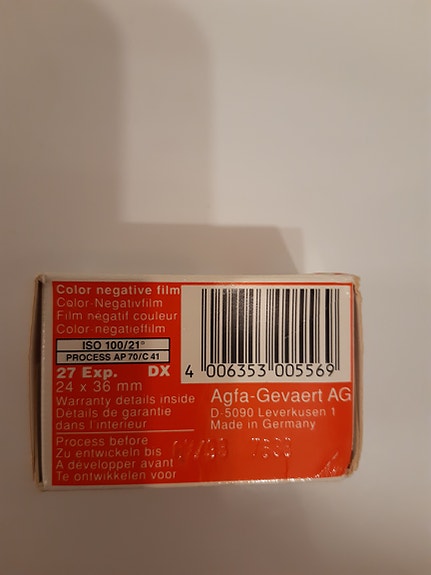 Color negative film
Color-Negativfilm
Film négatif couleur
Color-negatieffilm
ISO 100/21°
PROCESS AP 70/C 41
27 Exp. DX
24 x 36 mm
Warranty details inside
Détails de garantie
dans l'intérieur
Process before
Zu entwickeln bis
A développer avant
Te ontwikkelen voor
4 006353 005569
Agfa-Gevaert AG
D-5090 Leverkusen 1
Made in Germany